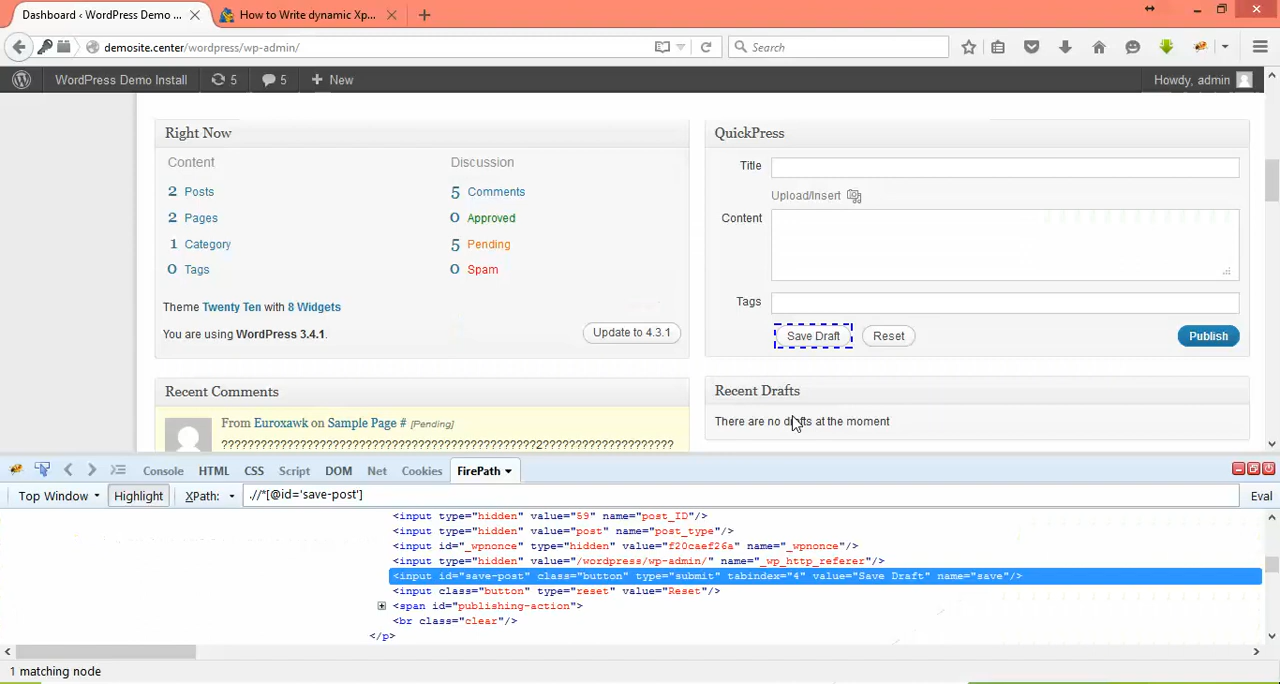 Dashboard ‹ WordPress Demo ...
How to Write dynamic Xp...
demosite.center/wordpress/wp-admin/
Search
WordPress Demo Install
5
5
New
Howdy, admin
Right Now
Content
Discussion
2 Posts
5 Comments
2 Pages
0 Approved
1 Category
5 Pending
0 Tags
0 Spam
Theme Twenty Ten with 8 Widgets
You are using WordPress 3.4.1.
Update to 4.3.1
QuickPress
Title
Upload/Insert
Content
Tags
Save Draft
Reset
Publish
Recent Comments
From Euroxawk on Sample Page # [Pending]
????????????????????????????????????????????????2????????????????????
Recent Drafts
There are no drafts at the moment
Console HTML CSS Script DOM Net Cookies FirePath
Top Window Highlight XPath: .//*[@id='save-post'] Eval
<input type="hidden" value="59" name="post_ID"/>
<input type="hidden" value="post" name="post_type"/>
<input id="_wpnonce" type="hidden" value="f20caef26a" name="_wpnonce"/>
<input type="hidden" value="/wordpress/wp-admin/" name="_wp_http_referer"/>
<input id="save-post" class="button" type="submit" tabindex="4" value="Save Draft" name="save"/>
<input class="button" type="reset" value="Reset"/>
<span id="publishing-action">
<br class="clear"/>
</p>
1 matching node